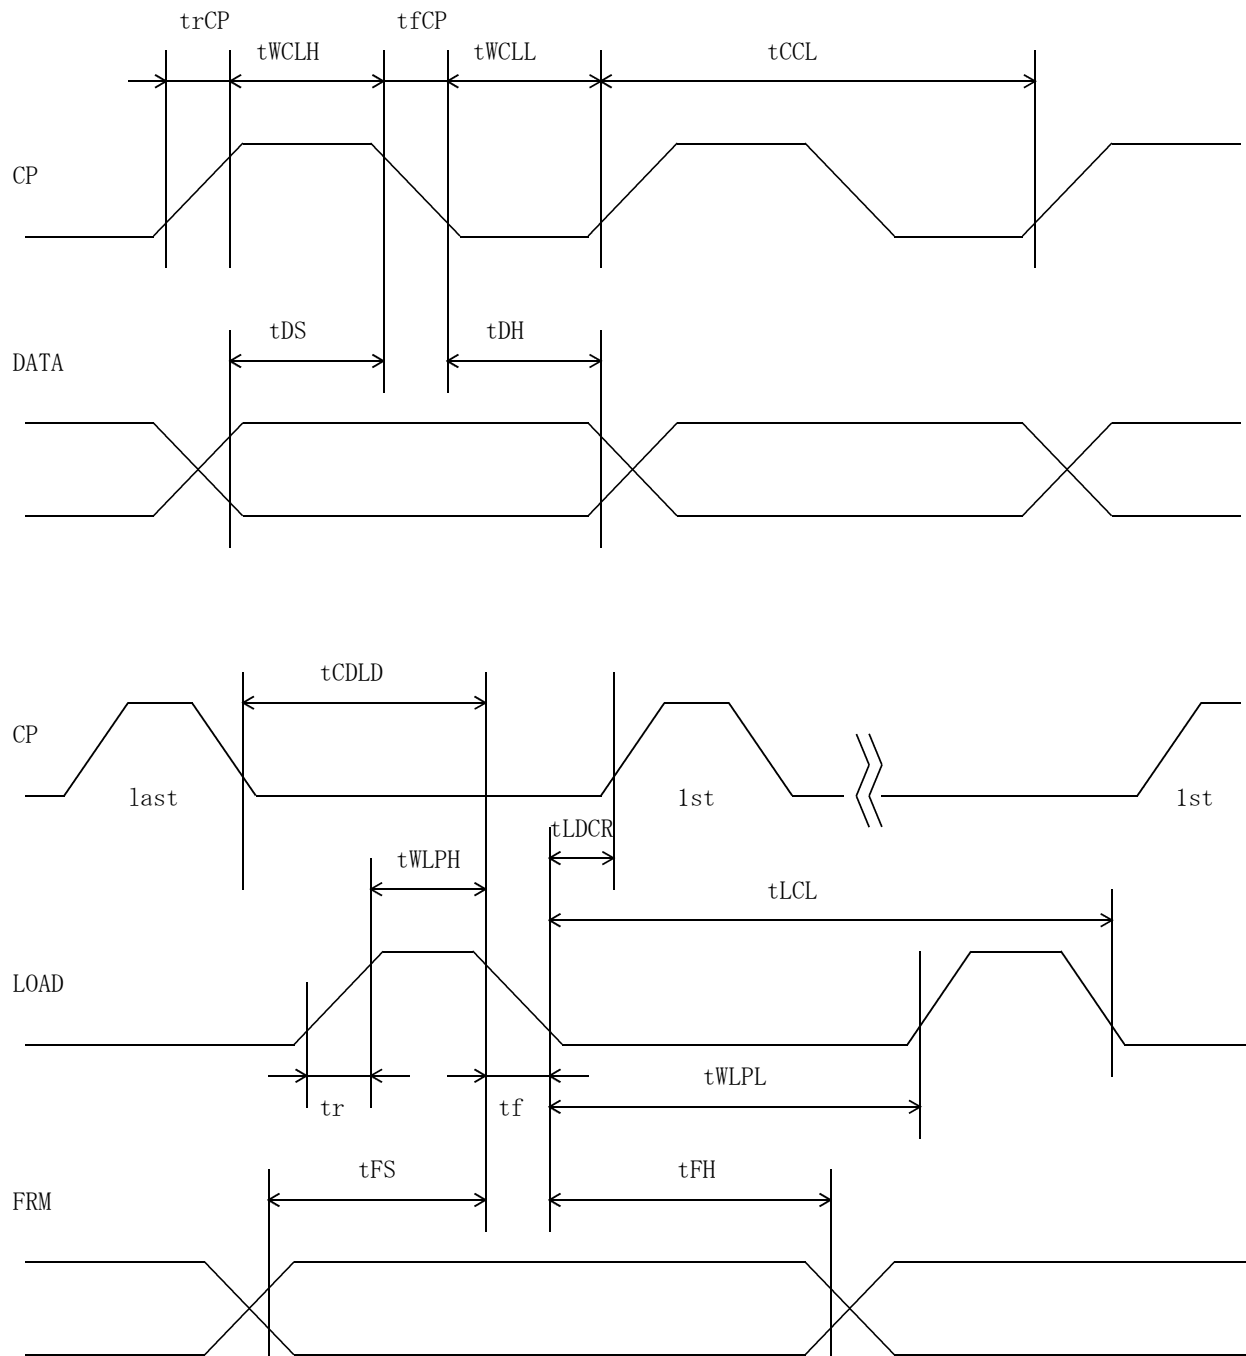 trCP
tfCP
tWCLH
tWCLL
tCCL
CP
tDS
tDH
DATA
tCDLD
CP
last
1st
1st
tLDCR
tWLPH
tLCL
LOAD
tWLPL
tr
tf
tFS
tFH
FRM